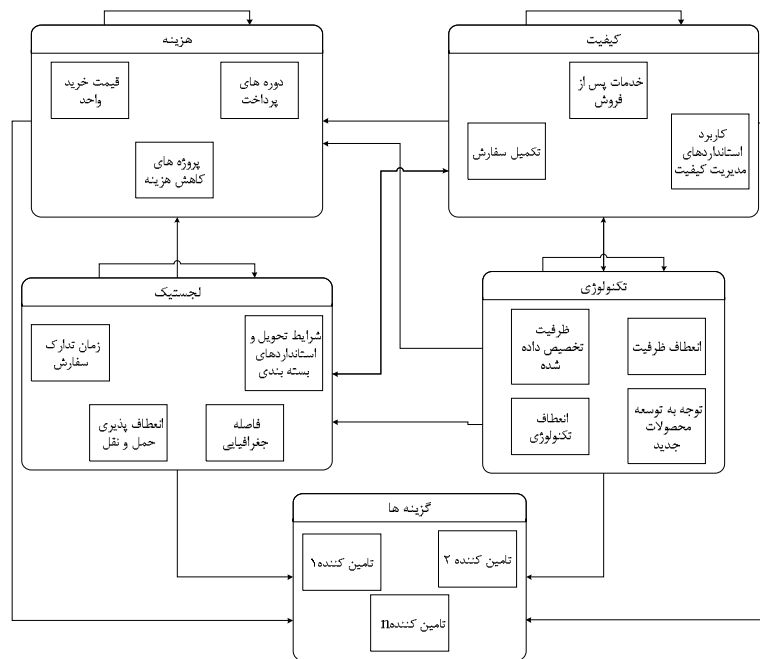 کیفیت
خدمات پس از
فروش
کاربرد
استانداردهای
مدیریت کیفیت
تکمیل سفارش
هزینه
دوره های
پرداخت
قیمت خرید
واحد
پروژه های
کاهش هزینه
تکنولوژی
انعطاف ظرفیت
ظرفیت
تخصیص داده
شده
توجه به توسعه
محصولات
جدید
انعطاف
تکنولوژی
لجستیک
شرایط تحویل و
استانداردهای
بسته بندی
زمان تدارک
سفارش
فاصله
جغرافیایی
انعطاف پذیری
حمل و نقل
گزینه ها
تامین کننده ۲
تامین کننده۱
تامین کنندهn